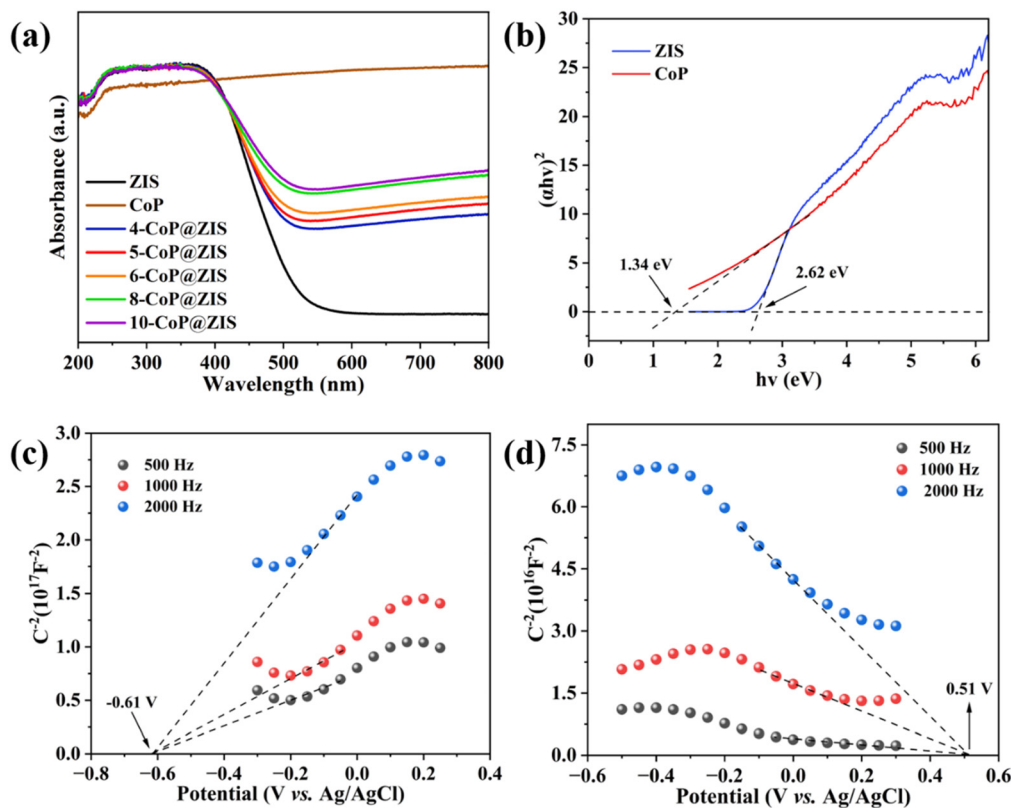 (a)
Absorbance (a.u.)
ZIS
CoP
4-CoP@ZIS
5-CoP@ZIS
6-CoP@ZIS
8-CoP@ZIS
10-CoP@ZIS
200 300 400 500 600 700 800
Wavelength (nm)
(b)
(αhν)²
30
25
20
15
10
5
0
ZIS
CoP
1.34 eV
2.62 eV
0 1 2 3 4 5 6
hν (eV)
(c)
C⁻²(10¹⁷F⁻²)
3.0
2.5
2.0
1.5
1.0
0.5
0.0
500 Hz
1000 Hz
2000 Hz
-0.61 V
−0.8 −0.6 −0.4 −0.2 0.0 0.2 0.4
Potential (V vs. Ag/AgCl)
(d)
C⁻²(10¹⁶F⁻²)
7.5
6.0
4.5
3.0
1.5
0.0
500 Hz
1000 Hz
2000 Hz
0.51 V
−0.6 −0.4 −0.2 0.0 0.2 0.4 0.6
Potential (V vs. Ag/AgCl)